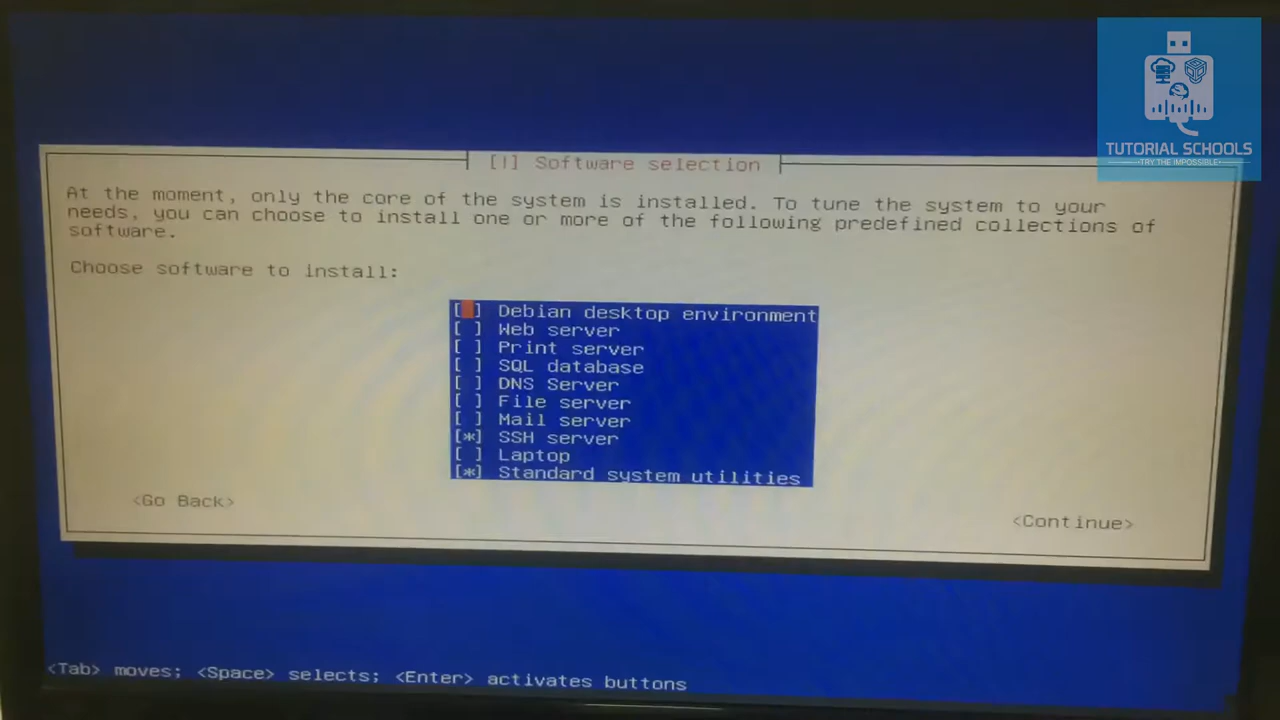 TUTORIAL SCHOOLS
TRY THE IMPOSSIBLE
[!] Software selection
At the moment, only the core of the system is installed. To tune the system to your
needs, you can choose to install one or more of the following predefined collections of
software.
Choose software to install:
[ ] Debian desktop environment
[ ] Web server
[ ] Print server
[ ] SQL database
[ ] DNS Server
[ ] File server
[ ] Mail server
[*] SSH server
[ ] Laptop
[*] Standard system utilities
<Go Back>
<Continue>
<Tab> moves; <Space> selects; <Enter> activates buttons